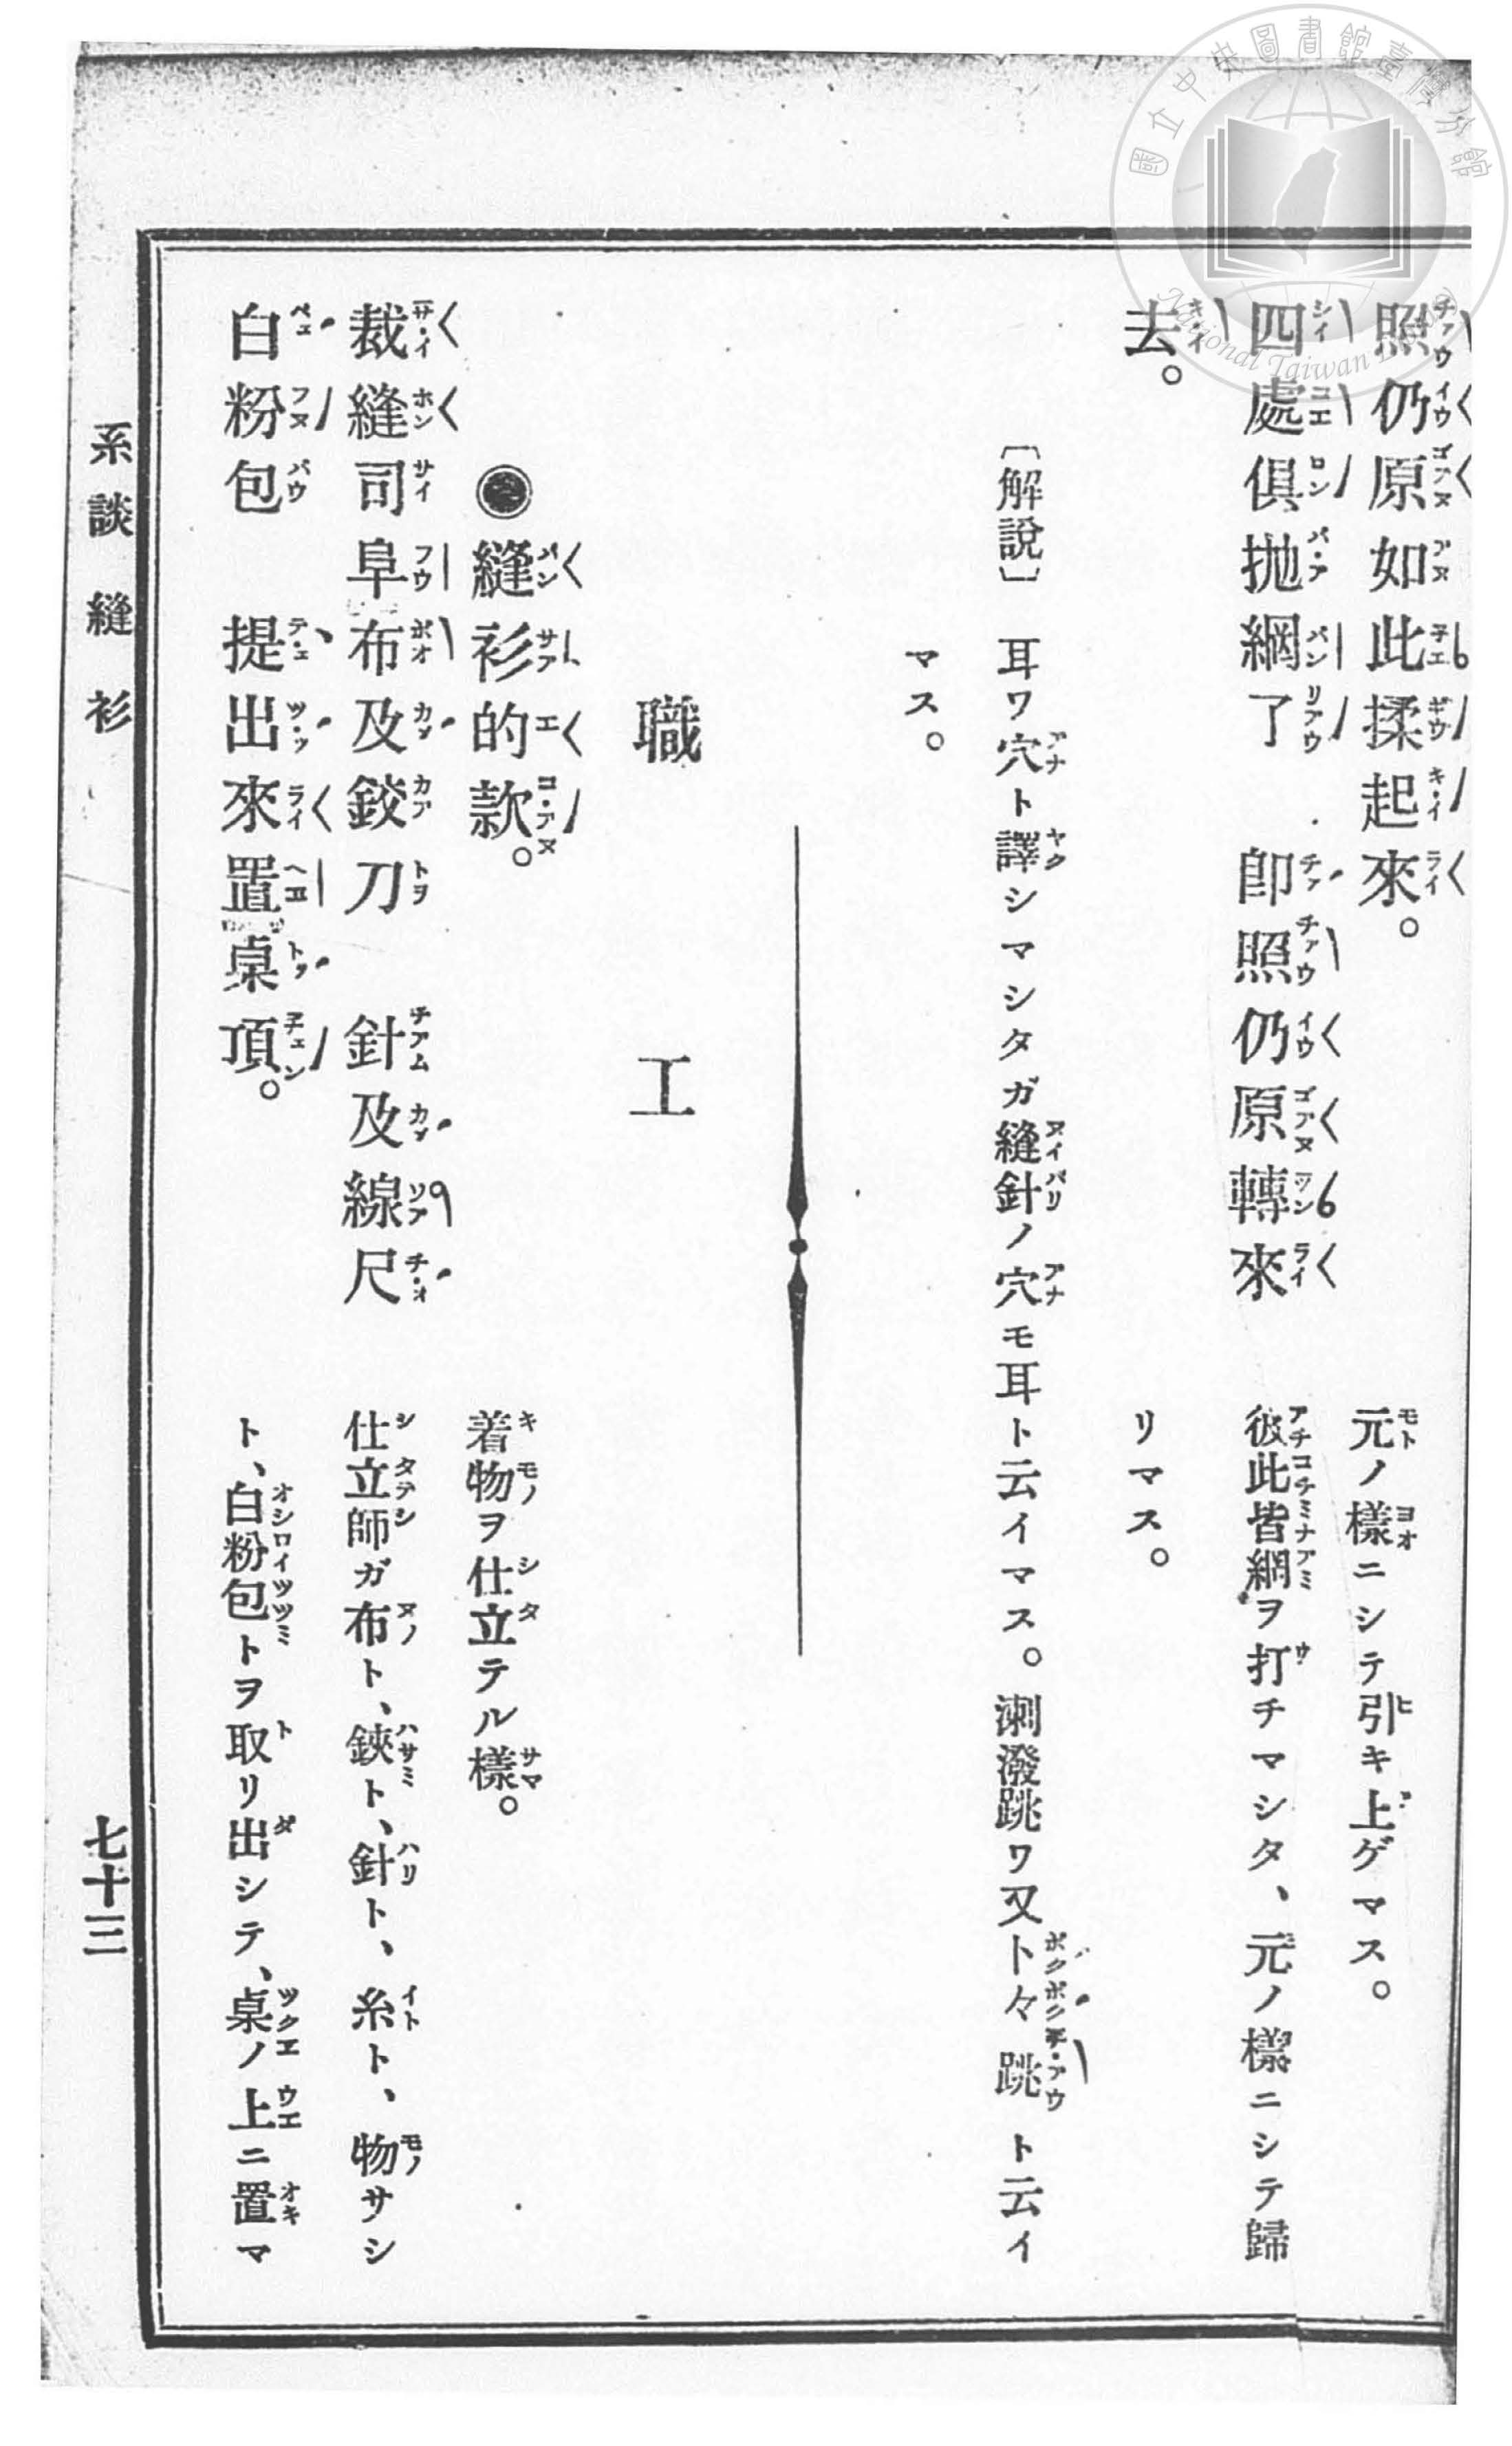 照仍原如此揉起來。 元ノ樣ニシテ引キ上ゲマス。
四處俱拋網了 卽照仍原轉來 彼此皆網ヲ打チマシタ、元ノ樣ニシテ歸
去。 リマス。
〔解說〕 耳ワ穴ト譯シマシタガ縫針ノ穴モ耳ト云イマス。溂潑跳ワ又卜々跳ト云イ
マス。
職工
縫衫的款。 着物ヲ仕立テル樣。
裁縫司阜布及鉸刀 針及線尺 仕立師ガ布ト、鋏ト、針ト、糸ト、物サシ
白粉包 提出來置桌頂。 ト、白粉包トヲ取リ出シテ、桌ノ上ニ置マ
系談 縫衫 七十三
國立中央圖書館臺灣分館
National Taiwan Library